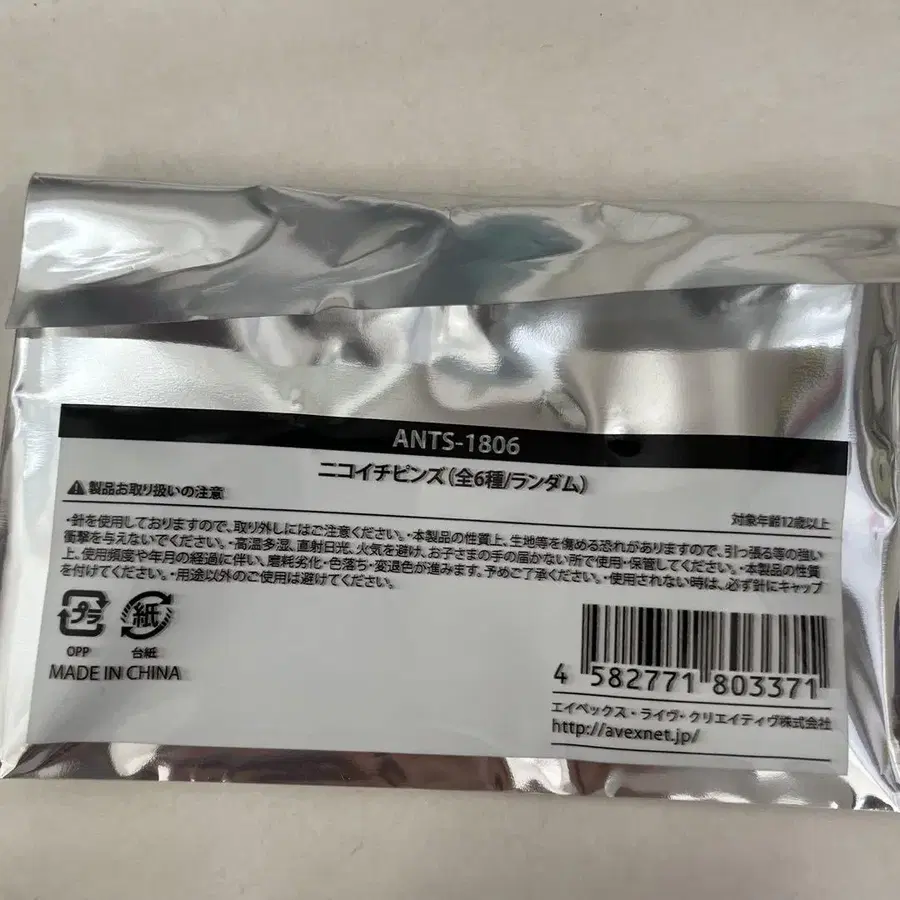 ANTS-1806
ニコイチピンズ(全6種/ランダム)
製品お取り扱いの注意
対象年齢12歳以上
・針を使用しておりますので、取り外しにはご注意ください。・本製品の性質上、生地等を傷める恐れがありますので、引っ張る等の強い
衝撃を与えないでください。・高温多湿、直射日光、火気を避け、お子さまの手の届かない所で使用・保管してください。・本製品の性質
上、使用頻度や年月の経過に伴い、磨耗劣化・色落ち・変退色が進みます。予めご了承ください。・使用されない時は、必ず針にキャップ
を付けてください。・用途以外のご使用は避けてください。
プラ 紙
OPP 台紙
MADE IN CHINA
4 582771 803371
エイベックス・ライヴ・クリエイティヴ株式会社
http://avexnet.jp/